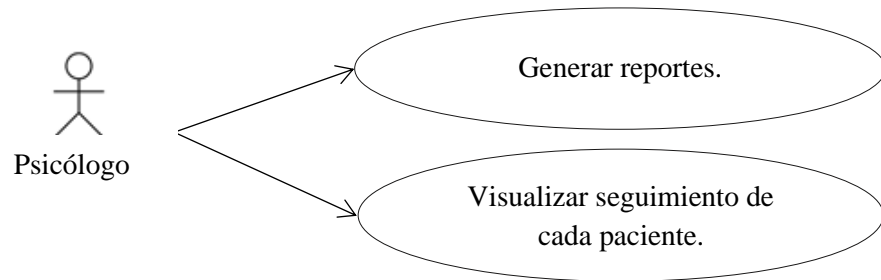 Generar reportes.
Psicólogo
Visualizar seguimiento de
cada paciente.